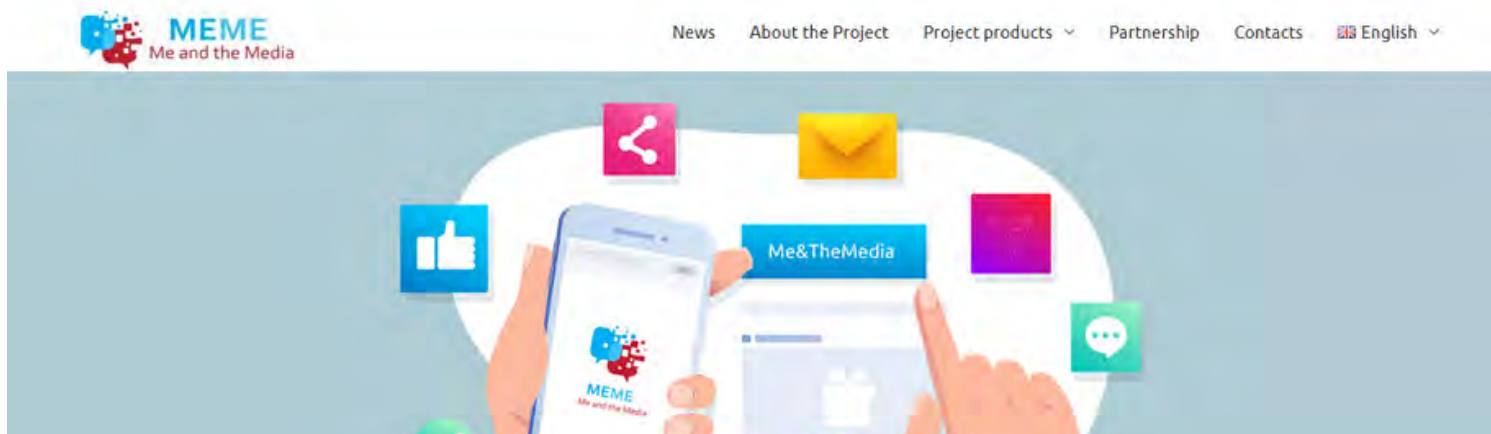 MEME
Me and the Media
News About the Project Project products Partnership Contacts English
Me&TheMedia
MEME
Me and the Media